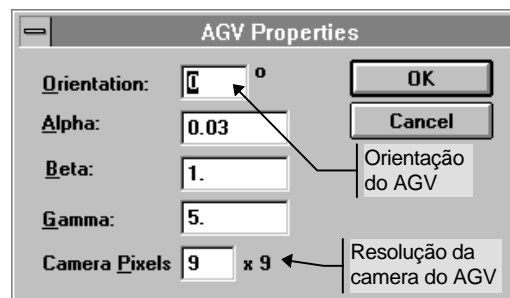 AGV Properties
Orientation: º
OK
Alpha: 0.03
Cancel
Orientação
do AGV
Beta: 1.
Gamma: 5.
Camera Pixels 9 x 9
Resolução da
camera do AGV